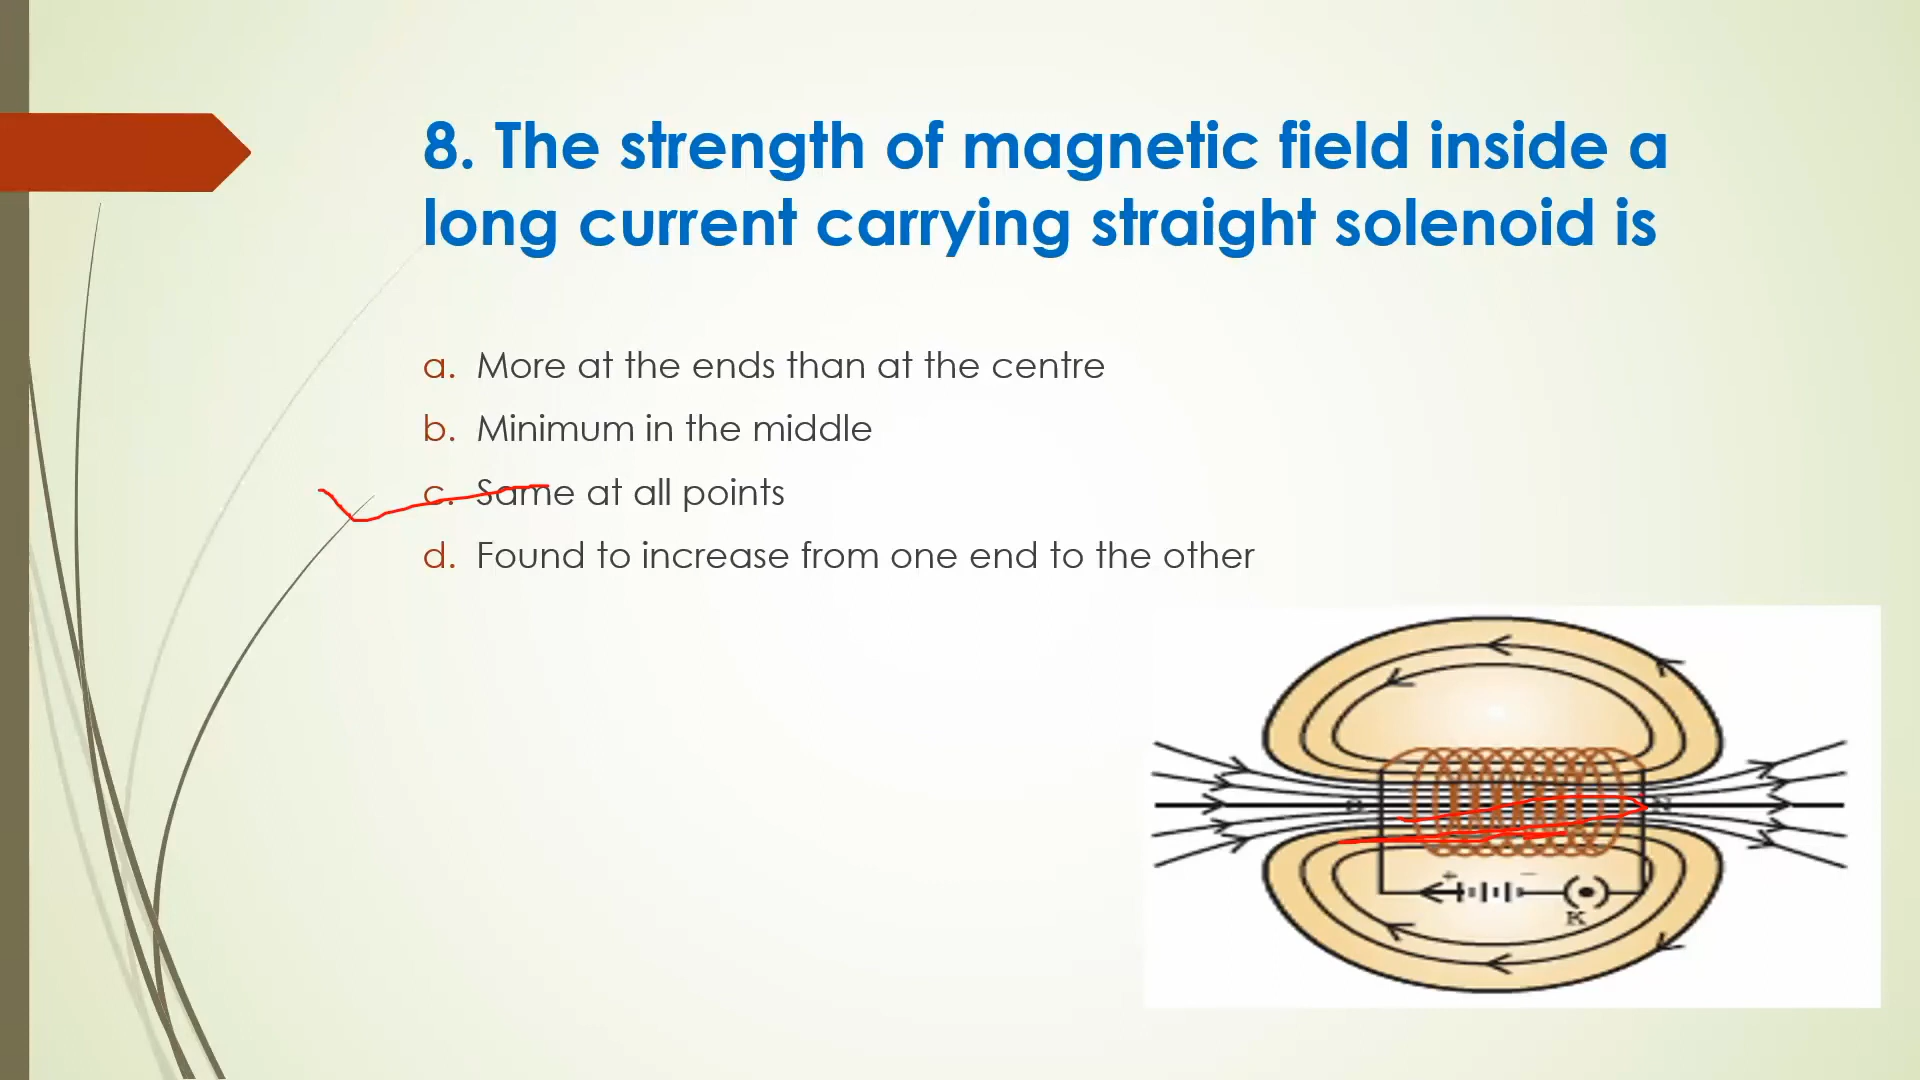 8. The strength of magnetic field inside a
long current carrying straight solenoid is
a. More at the ends than at the centre
b. Minimum in the middle
c. Same at all points
d. Found to increase from one end to the other
+ −
K